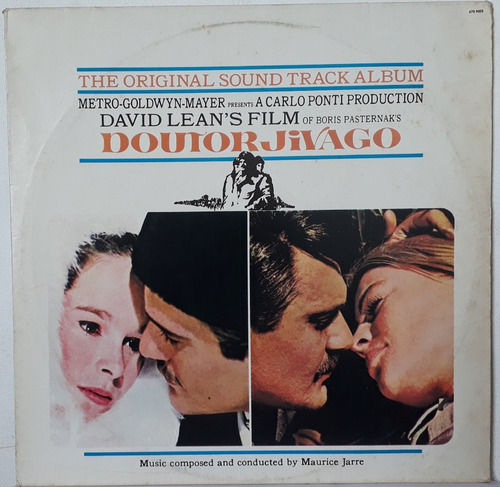 THE ORIGINAL SOUND TRACK ALBUM
METRO-GOLDWYN-MAYER PRESENTS A CARLO PONTI PRODUCTION
DAVID LEAN'S FILM OF BORIS PASTERNAK'S
DOUTOR JiVAGO
Music composed and conducted by Maurice Jarre